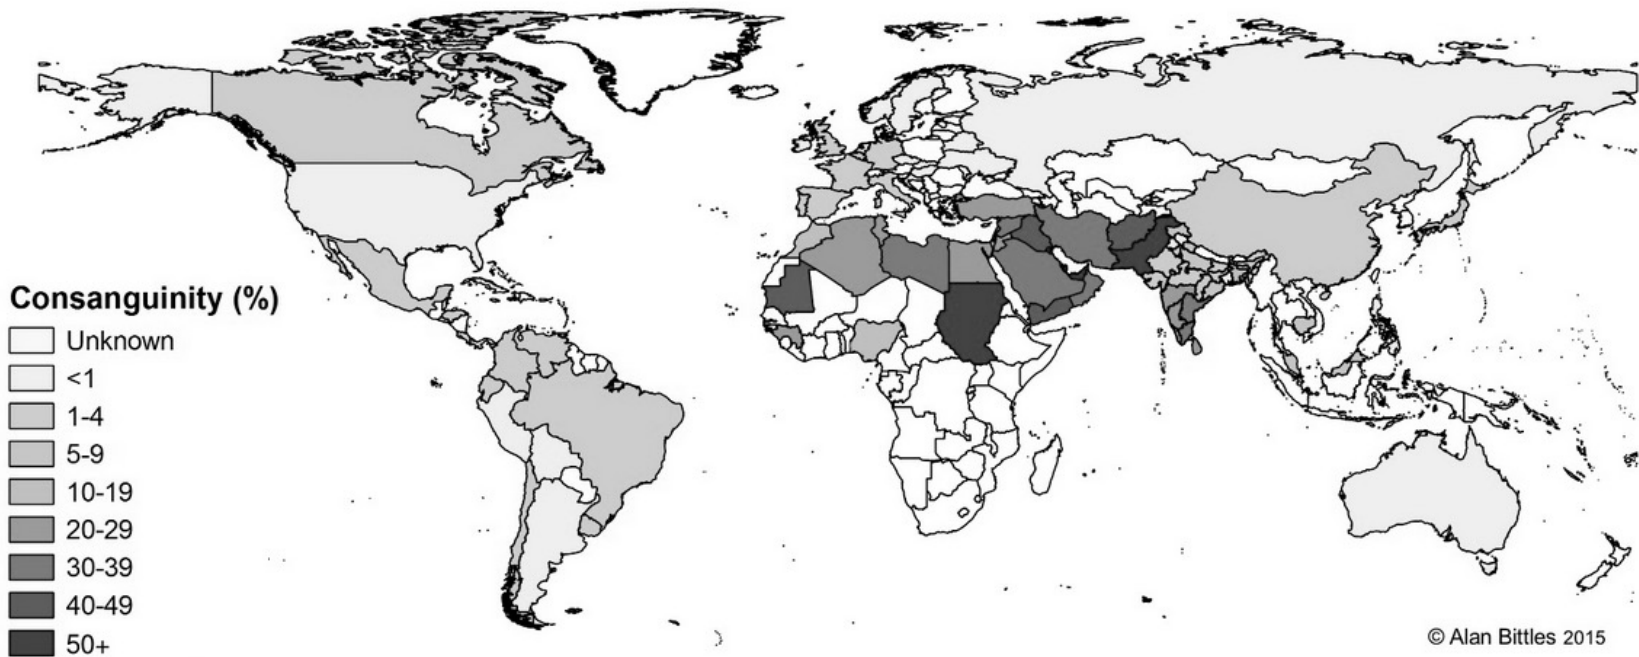 Consanguinity (%)
Unknown
<1
1-4
5-9
10-19
20-29
30-39
40-49
50+
© Alan Bittles 2015